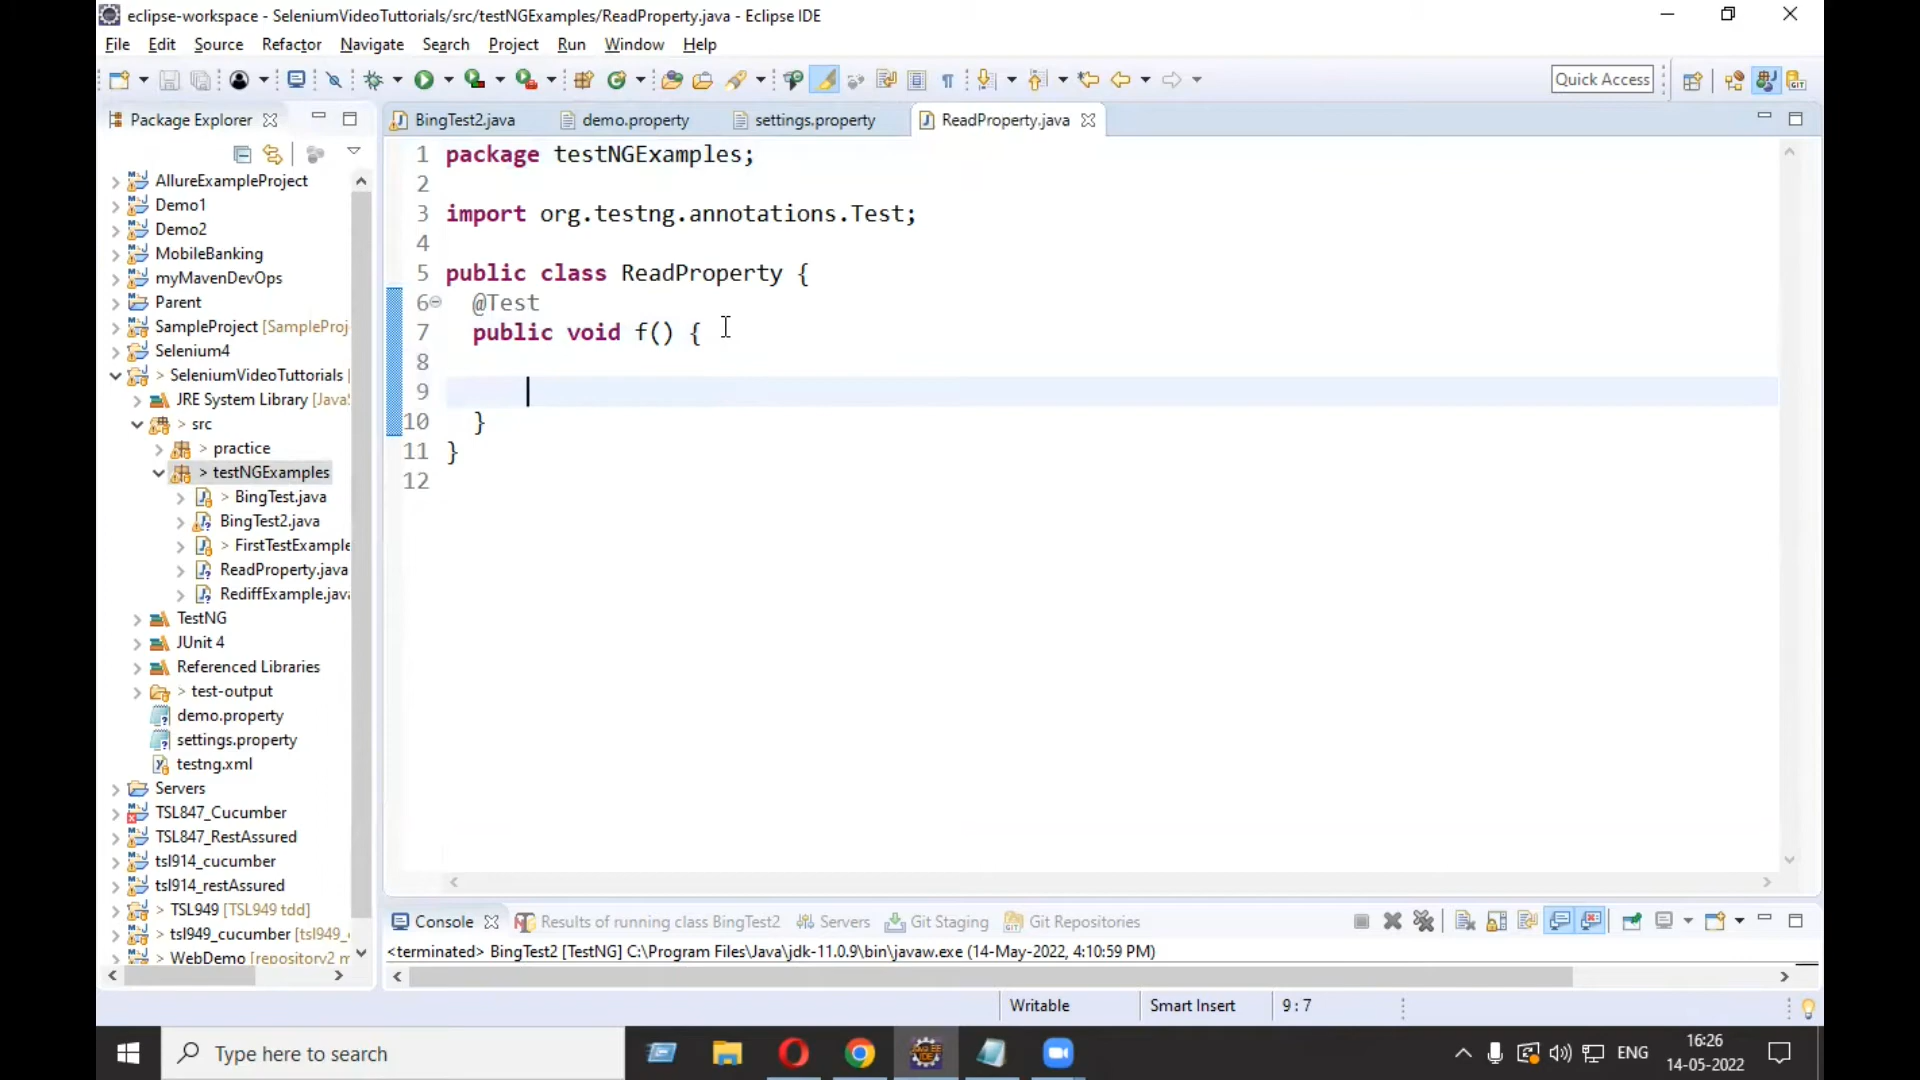 eclipse-workspace - SeleniumVideoTuttorials/src/testNGExamples/ReadProperty.java - Eclipse IDE
File Edit Source Refactor Navigate Search Project Run Window Help
Quick Access
Package Explorer
BingTest2.java demo.property settings.property ReadProperty.java
AllureExampleProject
Demo1
Demo2
MobileBanking
myMavenDevOps
Parent
SampleProject [SampleProj
Selenium4
> SeleniumVideoTuttorials [
JRE System Library [Java
> src
> practice
> testNGExamples
> BingTest.java
BingTest2.java
> FirstTestExample
ReadProperty.java
RediffExample.java
TestNG
JUnit 4
Referenced Libraries
> test-output
demo.property
settings.property
testng.xml
Servers
TSL847_Cucumber
TSL847_RestAssured
tsl914_cucumber
tsl914_restAssured
> TSL949 [TSL949 tdd]
> tsl949_cucumber [tsl949_
> WebDemo [repository2 m
1 package testNGExamples;
2
3 import org.testng.annotations.Test;
4
5 public class ReadProperty {
6 @Test
7 public void f() {
8
9
10 }
11 }
12
Console Results of running class BingTest2 Servers Git Staging Git Repositories
<terminated> BingTest2 [TestNG] C:\Program Files\Java\jdk-11.0.9\bin\javaw.exe (14-May-2022, 4:10:59 PM)
Writable Smart Insert 9 : 7
Type here to search
ENG
16:26
14-05-2022